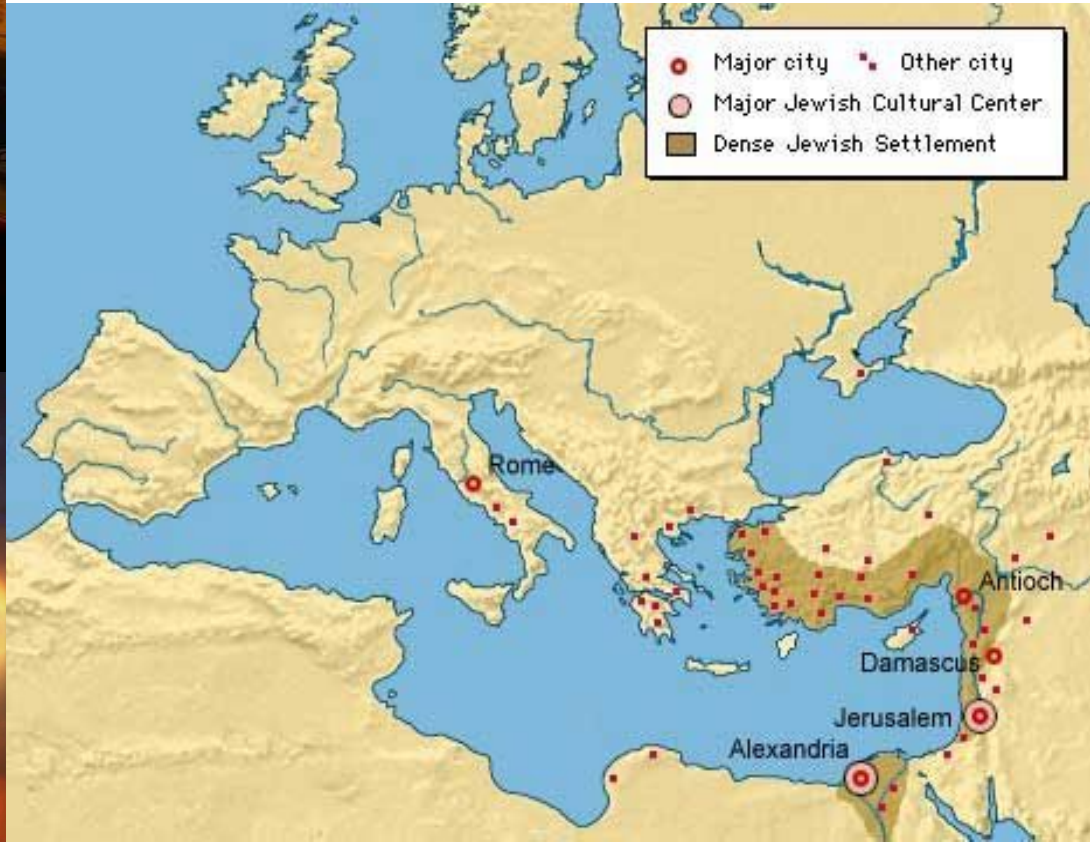 Major city Other city
Major Jewish Cultural Center
Dense Jewish Settlement
Rome
Antioch
Damascus
Jerusalem
Alexandria